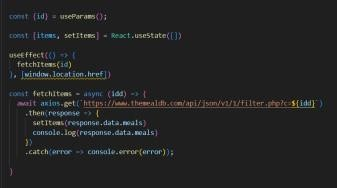 const {id} = useParams();
const [items, setItems] = React.useState([])
useEffect(() => {
fetchItems(id)
}, [window.location.href])
const fetchItems = async (idd) => {
await axios.get(`https://www.themealdb.com/api/json/v1/1/filter.php?c=${idd}`)
.then(response => {
setItems(response.data.meals)
console.log(response.data.meals)
})
.catch(error => console.error(error));
}